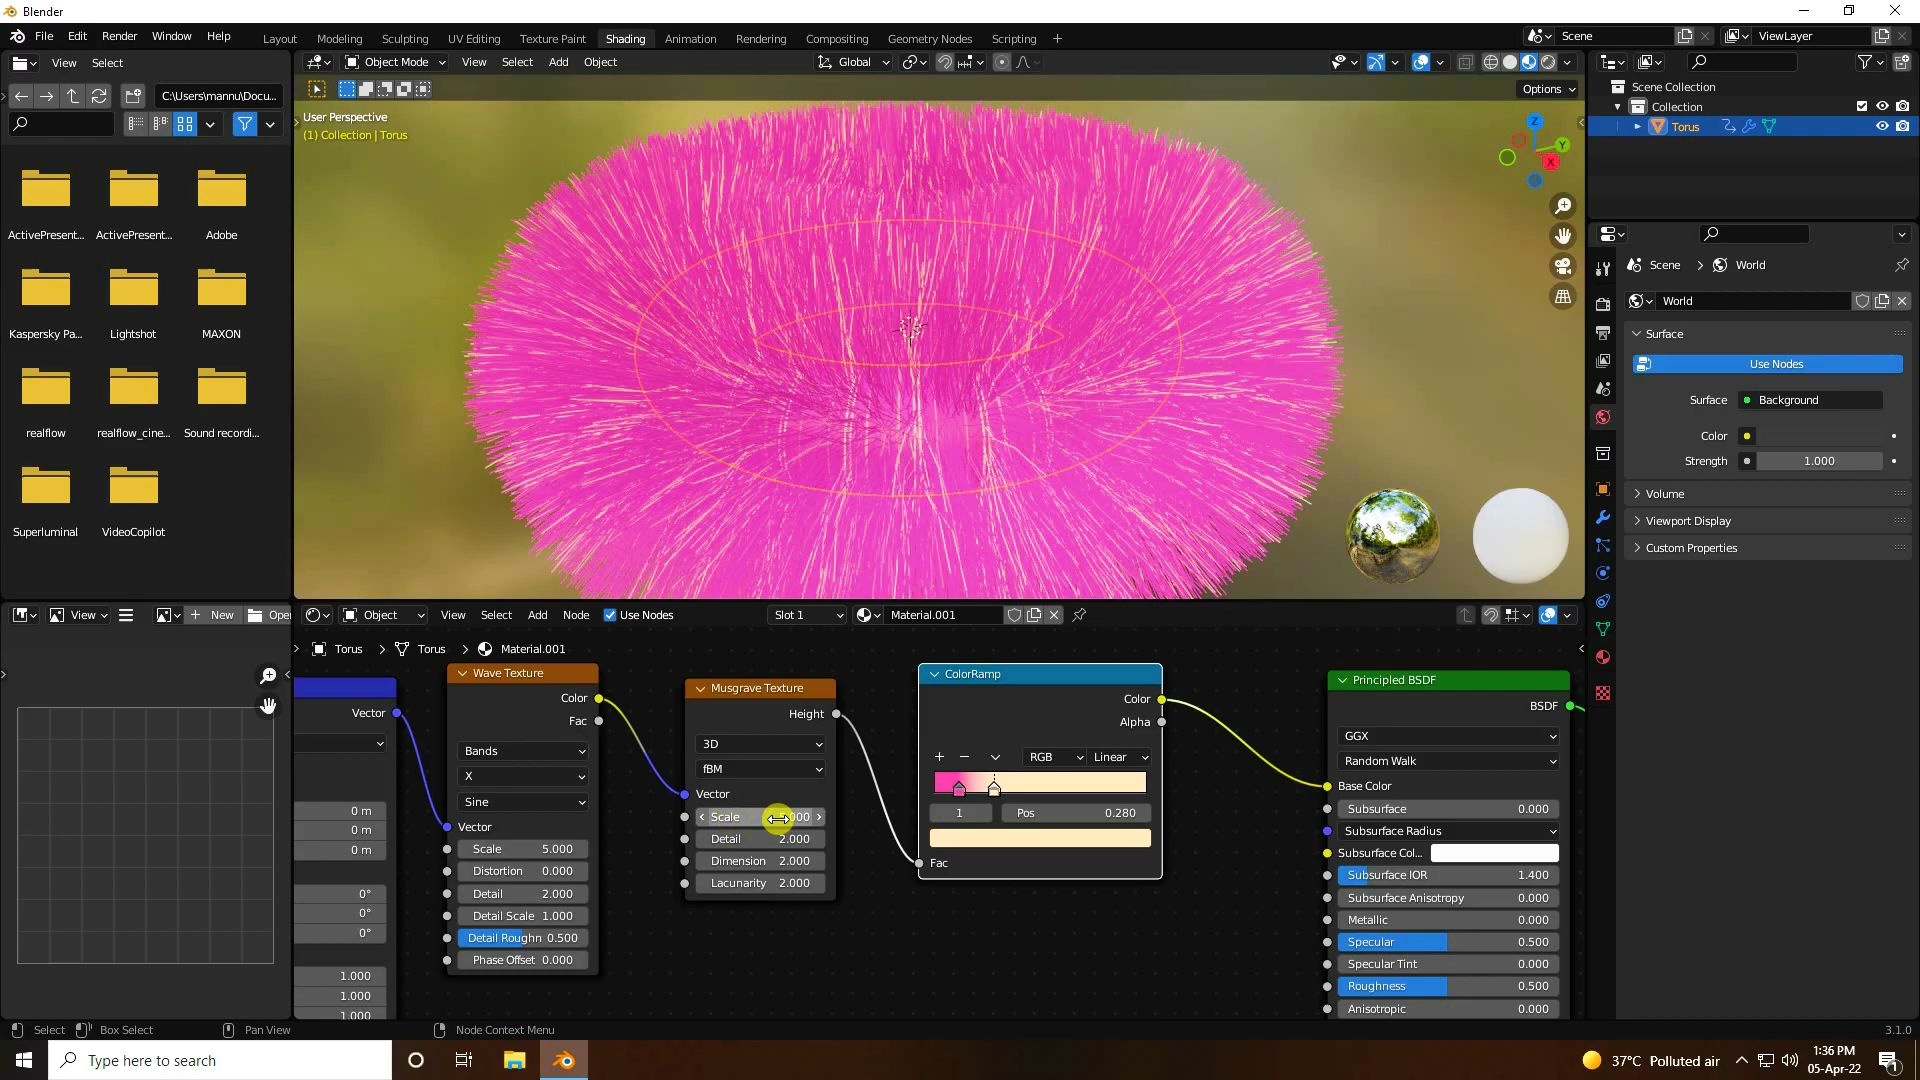 Blender
File Edit Render Window Help
Layout Modeling Sculpting UV Editing Texture Paint Shading Animation Rendering Compositing Geometry Nodes Scripting +
Scene
ViewLayer
View Select
Object Mode View Select Add Object
Global
C:\Users\mannu\Docu...
Options
User Perspective
(1) Collection | Torus
Z
Y
X
Scene Collection
Collection
Torus
ActivePresent... ActivePresent... Adobe
Kaspersky Pa... Lightshot MAXON
realflow realflow_cine... Sound recordi...
Superluminal VideoCopilot
Scene > World
World
Surface
Use Nodes
Surface Background
Color
Strength 1.000
Volume
Viewport Display
Custom Properties
View + New Open
Object View Select Add Node Use Nodes
Slot 1
Material.001
Torus > Torus > Material.001
Vector
0 m
0 m
0 m
0°
0°
0°
1.000
1.000
1.000
Wave Texture
Color
Fac
Bands
X
Sine
Vector
Scale 5.000
Distortion 0.000
Detail 2.000
Detail Scale 1.000
Detail Roughn 0.500
Phase Offset 0.000
Musgrave Texture
Height
3D
fBM
Vector
Scale
Detail 2.000
Dimension 2.000
Lacunarity 2.000
ColorRamp
Color
Alpha
+ − RGB Linear
1 Pos 0.280
Fac
Principled BSDF
BSDF
GGX
Random Walk
Base Color
Subsurface 0.000
Subsurface Radius
Subsurface Col...
Subsurface IOR 1.400
Subsurface Anisotropy 0.000
Metallic 0.000
Specular 0.500
Specular Tint 0.000
Roughness 0.500
Anisotropic 0.000
Select Box Select Pan View Node Context Menu
3.1.0
Type here to search
37°C Polluted air
1:36 PM
05-Apr-22
1